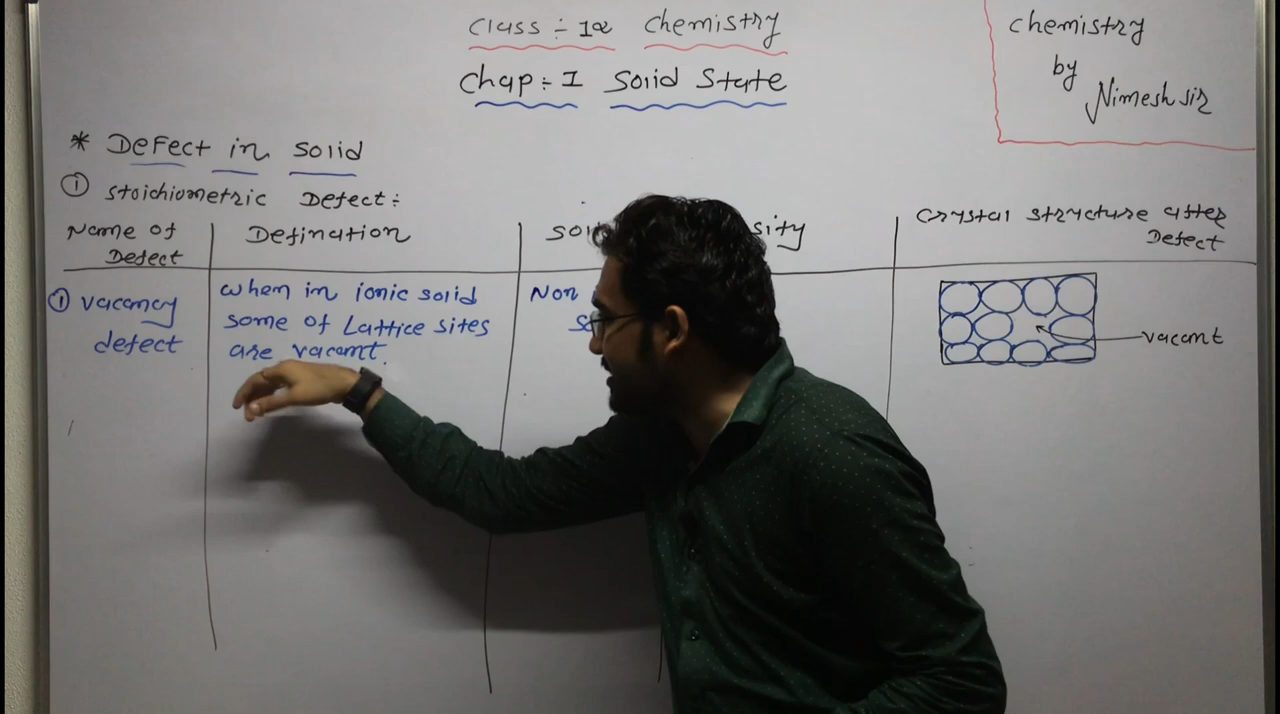 Class :- 12 Chemistry
Chap:- I Solid State
Chemistry
by
Nimesh sir
* Defect in Solid
① Stoichiometric Defect :-
Name of Defect
Defination
Crystal structure after Defect
① Vacancy defect
When in ionic solid
some of Lattice sites
are vacant.
Non
vacant